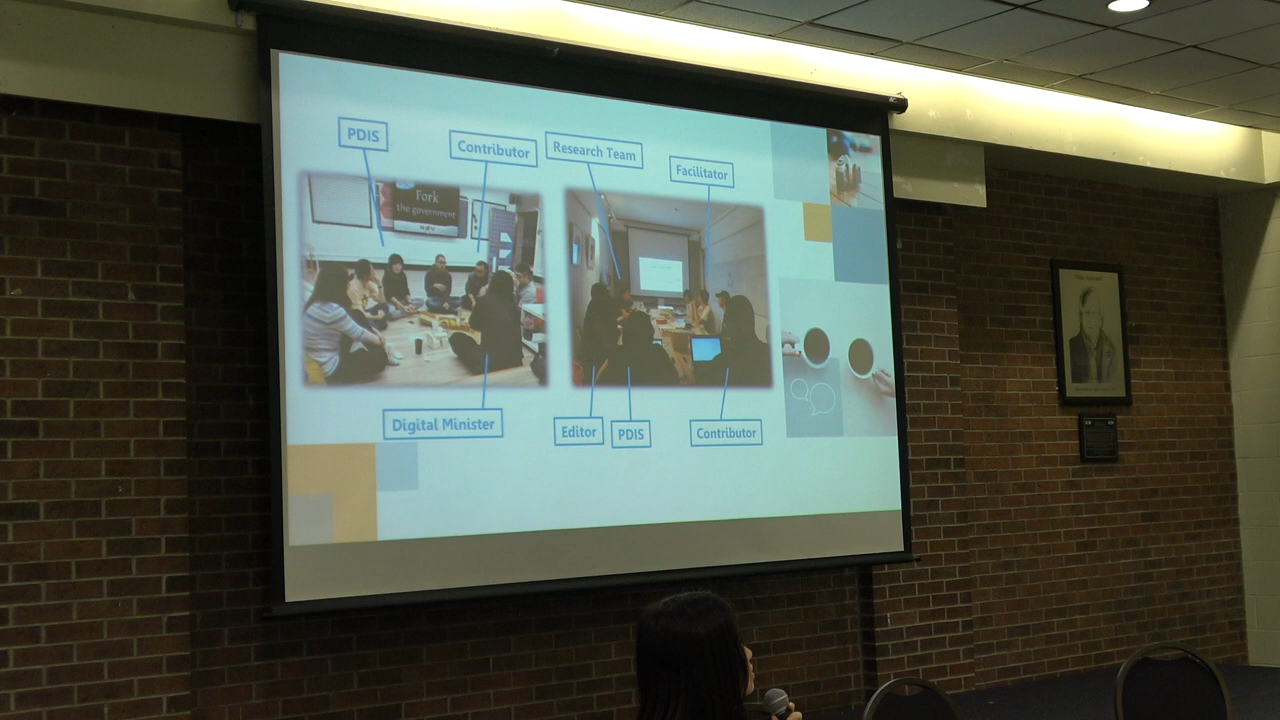 PDIS
Contributor
Research Team
Facilitator
Fork
the government
Digital Minister
Editor
PDIS
Contributor